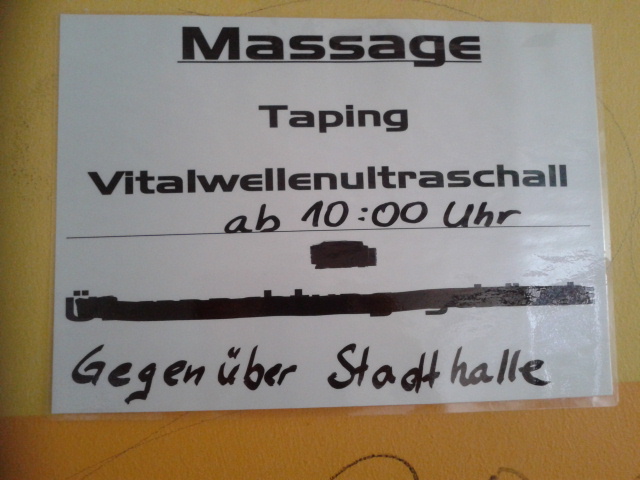 Massage
Taping
Vitalwellenultraschall
ab 10:00 Uhr
Gegenüber Stadthalle